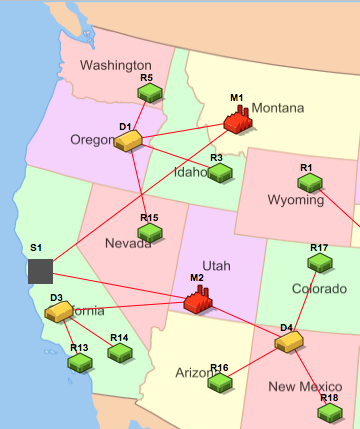 Washington
R5
M1
Montana
D1
Oregon
R3
Idaho
R1
Wyoming
R15
Nevada
S1
R17
Utah
M2
Colorado
D3
fornia
R14
R13
D4
R16
Arizon
New Mexico
R18